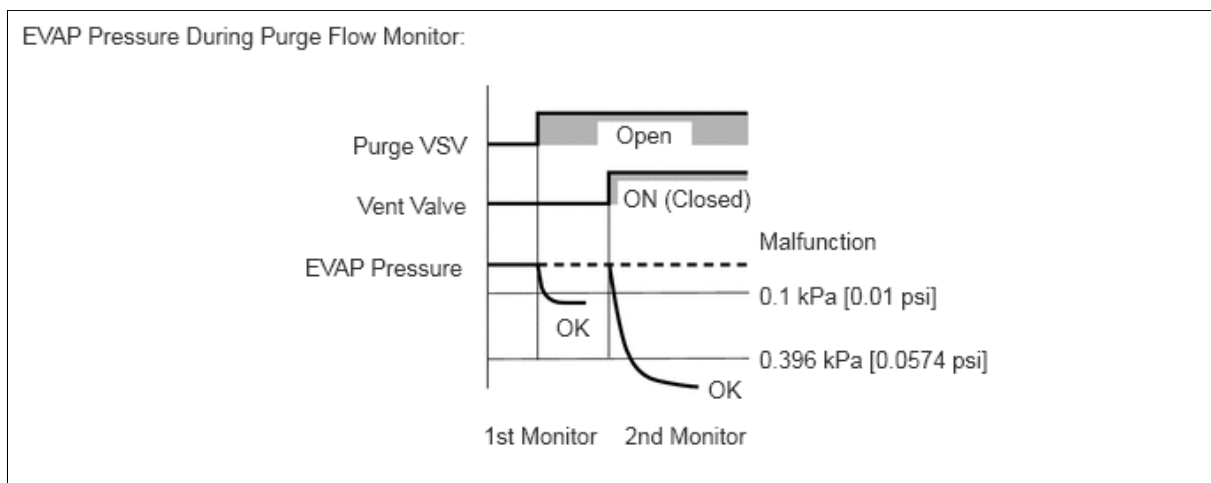 EVAP Pressure During Purge Flow Monitor:
Purge VSV
Open
Vent Valve
ON (Closed)
Malfunction
EVAP Pressure
0.1 kPa [0.01 psi]
OK
0.396 kPa [0.0574 psi]
OK
1st Monitor 2nd Monitor